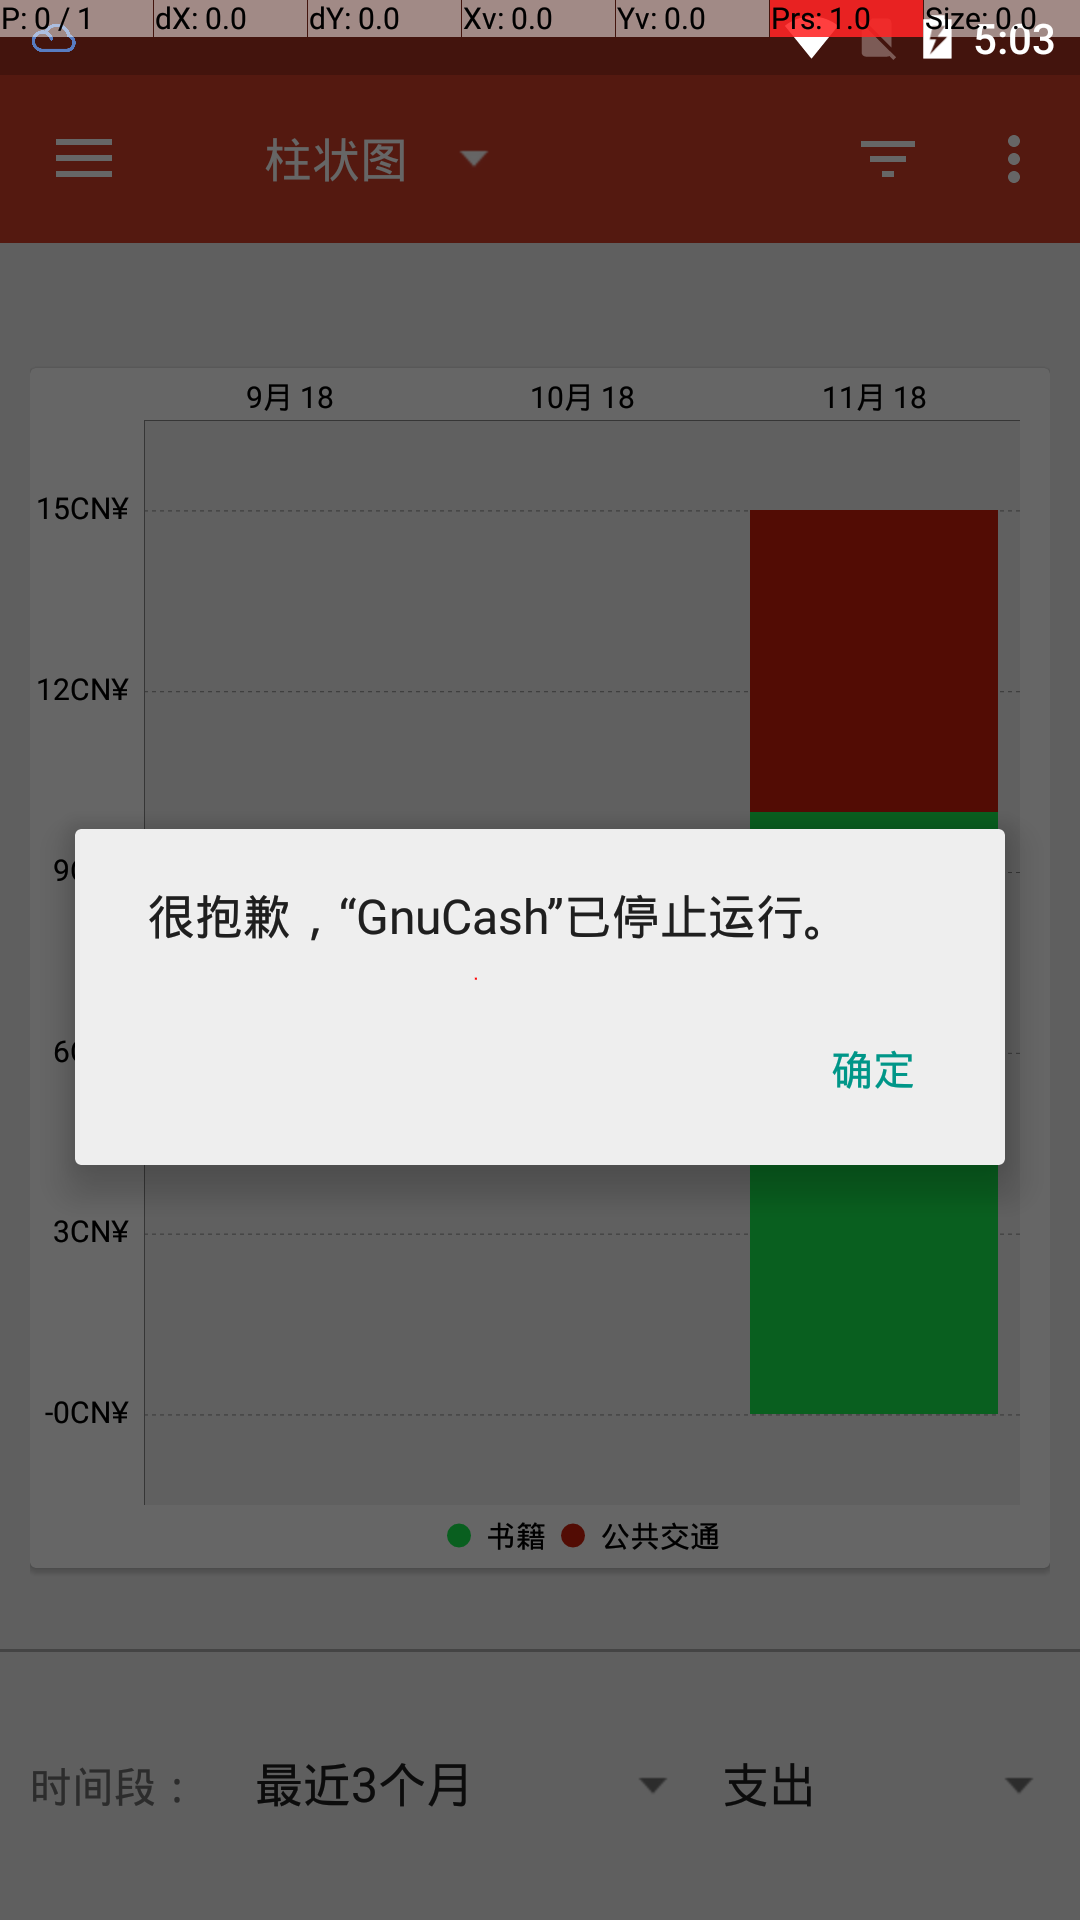 P: 0 / 1 dX: 0.0 dY: 0.0 Xv: 0.0 Yv: 0.0 Prs: 1.0 Size: 0.0
5:03
柱状图
9月 18 10月 18 11月 18
15CN¥
12CN¥
9
很抱歉，“GnuCash”已停止运行。
6
确定
3CN¥
-0CN¥
书籍 公共交通
时间段： 最近3个月 支出